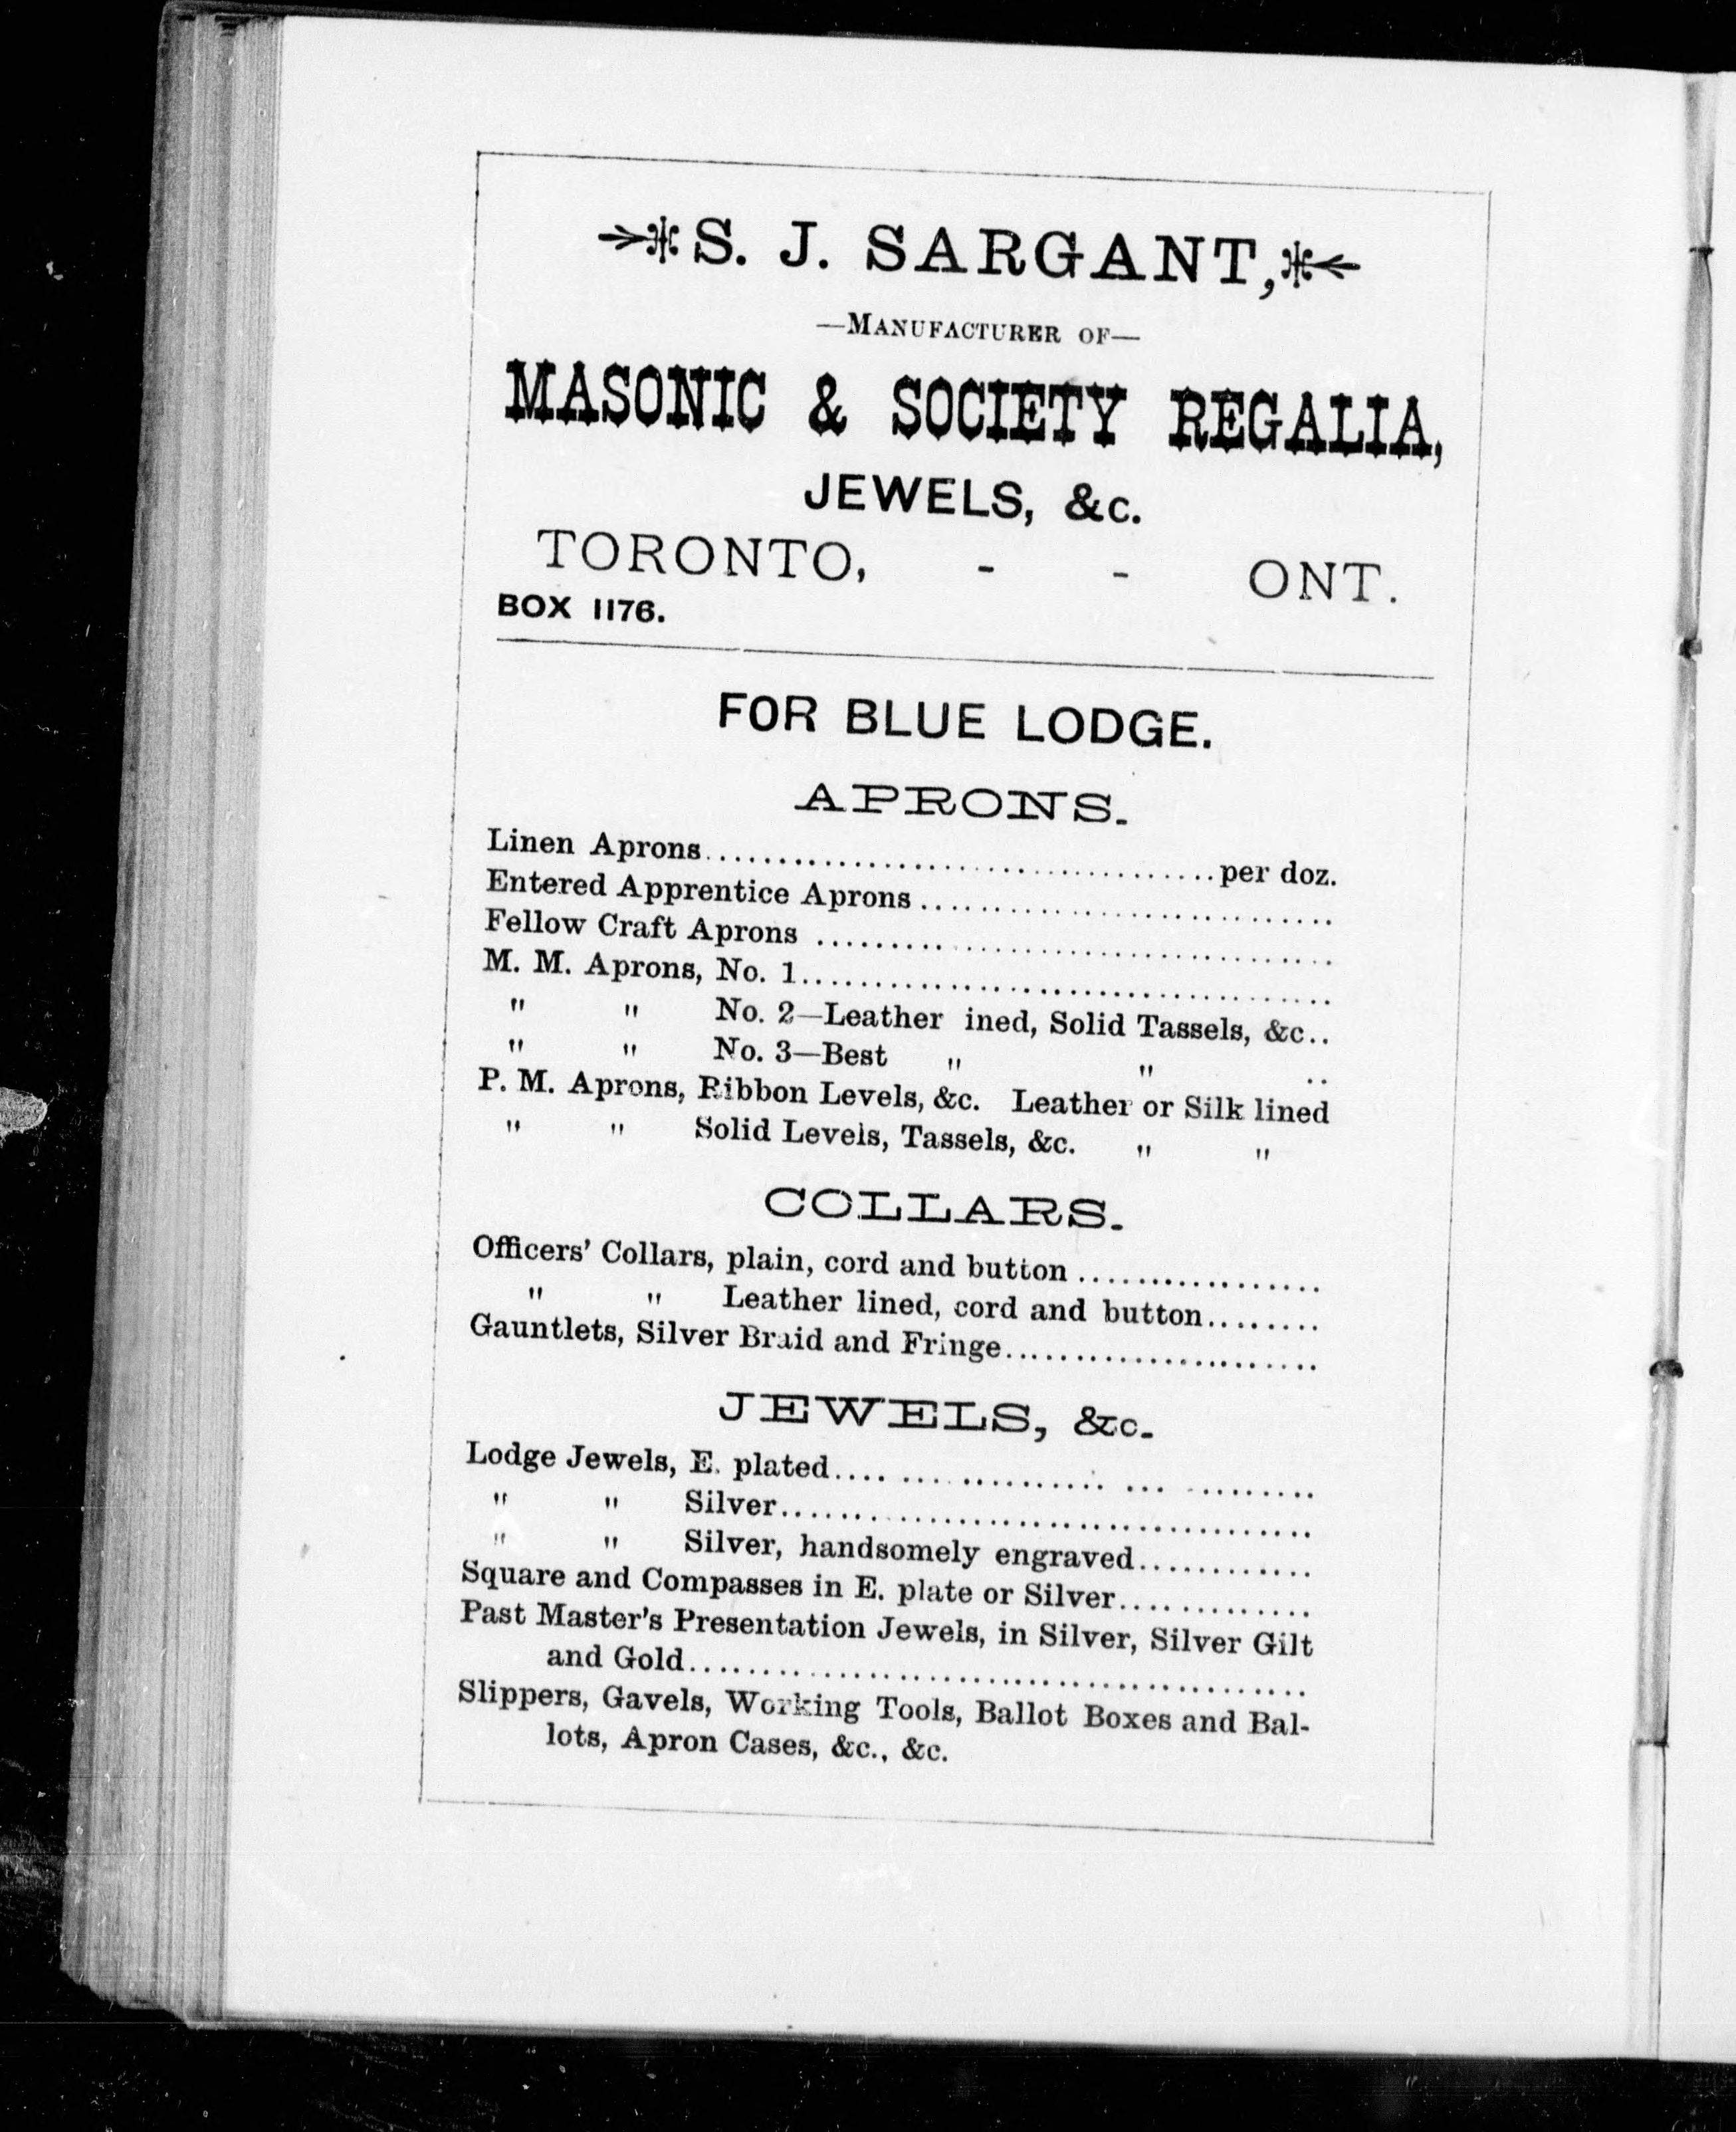 S. J. SARGANT,
—MANUFACTURER OF—
MASONIC & SOCIETY REGALIA,
JEWELS, &c.
TORONTO, - - ONT.
BOX 1176.
FOR BLUE LODGE.
APRONS.
Linen Aprons.......................................per doz.
Entered Apprentice Aprons ..............................
Fellow Craft Aprons .....................................
M. M. Aprons, No. 1......................................
" " No. 2—Leather ined, Solid Tassels, &c..
" " No. 3—Best " " ..
P. M. Aprons, Ribbon Levels, &c. Leather or Silk lined
" " Solid Levels, Tassels, &c. " "
COLLARS.
Officers' Collars, plain, cord and button .................
" " Leather lined, cord and button........
Gauntlets, Silver Braid and Fringe.......................
JEWELS, &c.
Lodge Jewels, E. plated.... ... .......... ... .........
" " Silver.......................................
" " Silver, handsomely engraved............
Square and Compasses in E. plate or Silver..............
Past Master's Presentation Jewels, in Silver, Silver Gilt
and Gold.............................................
Slippers, Gavels, Working Tools, Ballot Boxes and Bal-
lots, Apron Cases, &c., &c.